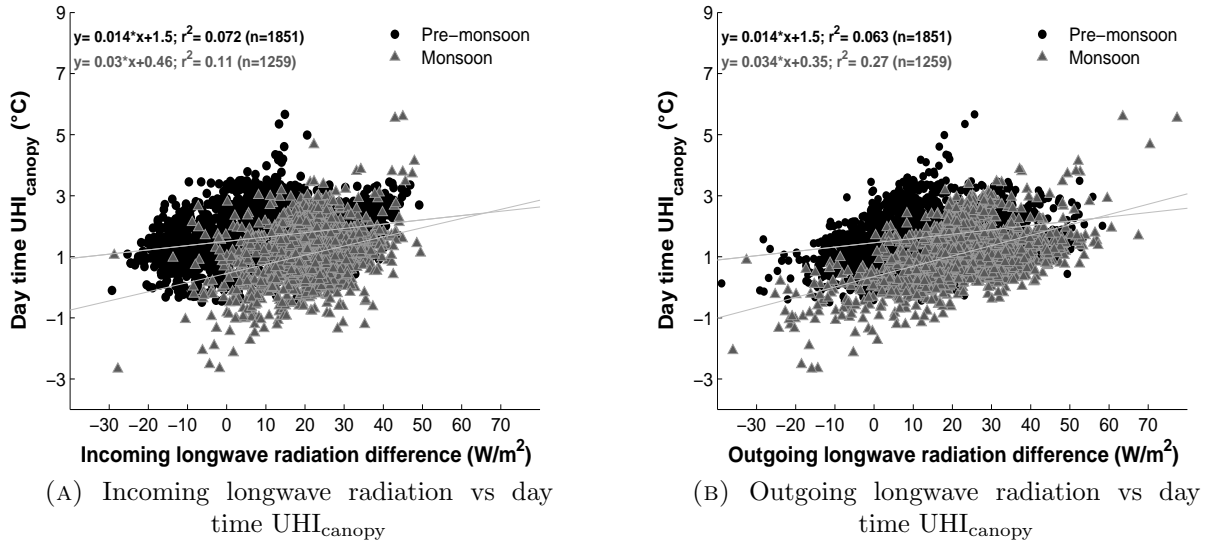 y= 0.014*x+1.5; r²= 0.072 (n=1851)
y= 0.03*x+0.46; r²= 0.11 (n=1259)
Pre−monsoon
Monsoon
9
7
5
3
1
−1
−3
Day time UHI_canopy (°C)
−30 −20 −10 0 10 20 30 40 50 60 70
Incoming longwave radiation difference (W/m²)
(A) Incoming longwave radiation vs day
time UHI_canopy
y= 0.014*x+1.5; r²= 0.063 (n=1851)
y= 0.034*x+0.35; r²= 0.27 (n=1259)
Pre−monsoon
Monsoon
9
7
5
3
1
−1
−3
Day time UHI_canopy (°C)
−30 −20 −10 0 10 20 30 40 50 60 70
Outgoing longwave radiation difference (W/m²)
(B) Outgoing longwave radiation vs day
time UHI_canopy